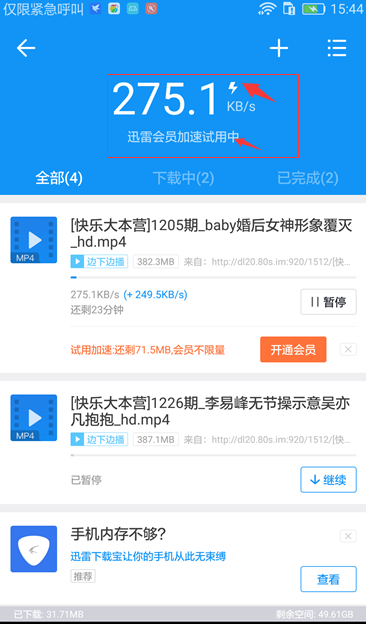 仅限紧急呼叫
15:44
275.1
KB/s
迅雷会员加速试用中
全部(4)
下载中(2)
已完成(2)
[快乐大本营]1205期_baby婚后女神形象覆灭
_hd.mp4
MP4
边下边播
382.3MB
来自：http://dl20.80s.im:920/1512/[快...
275.1KB/s (+ 249.5KB/s)
还剩23分钟
暂停
试用加速:还剩71.5MB,会员不限量
开通会员
[快乐大本营]1226期_李易峰无节操示意吴亦
凡抱抱_hd.mp4
MP4
边下边播
387.1MB
来自：http://dl20.80s.im:920/1512/[快...
已暂停
继续
手机内存不够?
迅雷下载宝让你的手机从此无束缚
推荐
查看
已下载: 31.71MB
剩余空间: 49.61GB